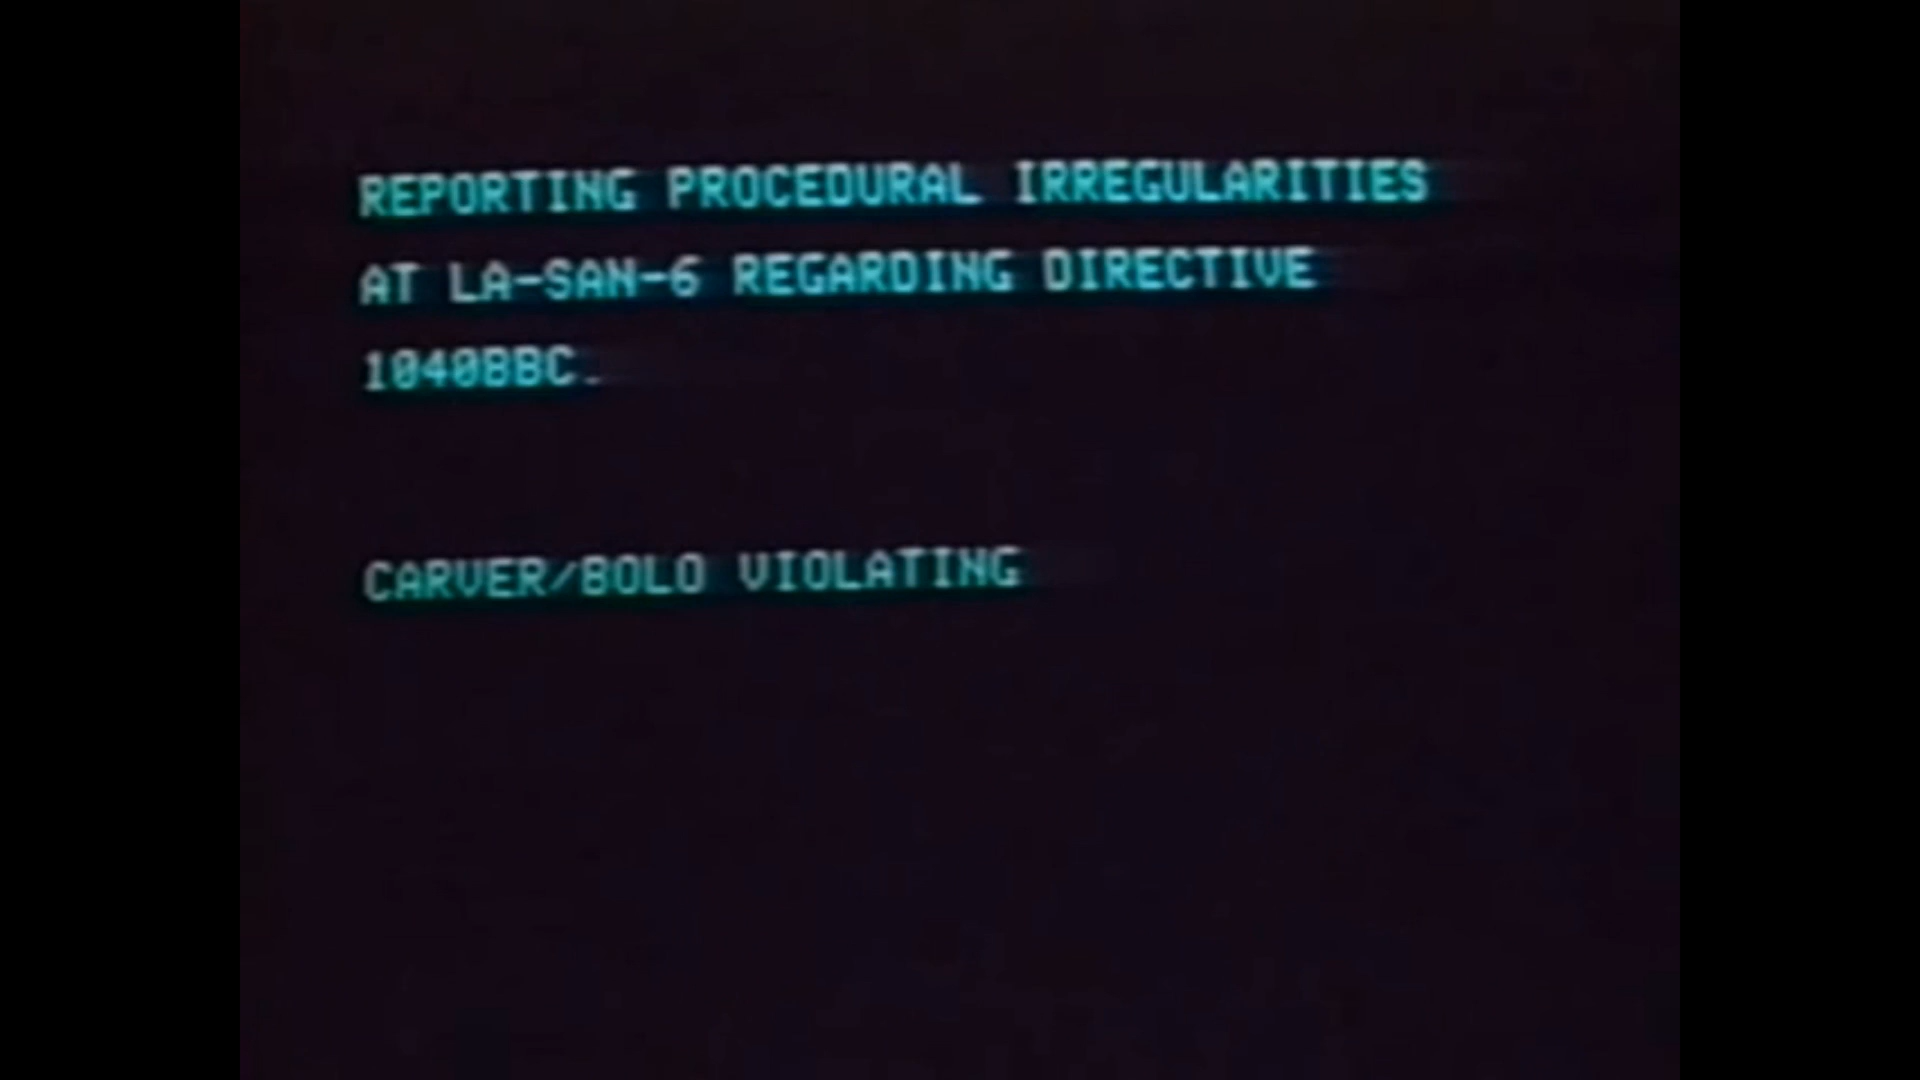 REPORTING PROCEDURAL IRREGULARITIES
AT LA-SAN-6 REGARDING DIRECTIVE
1040BBC.
CARVER/BOLO VIOLATING